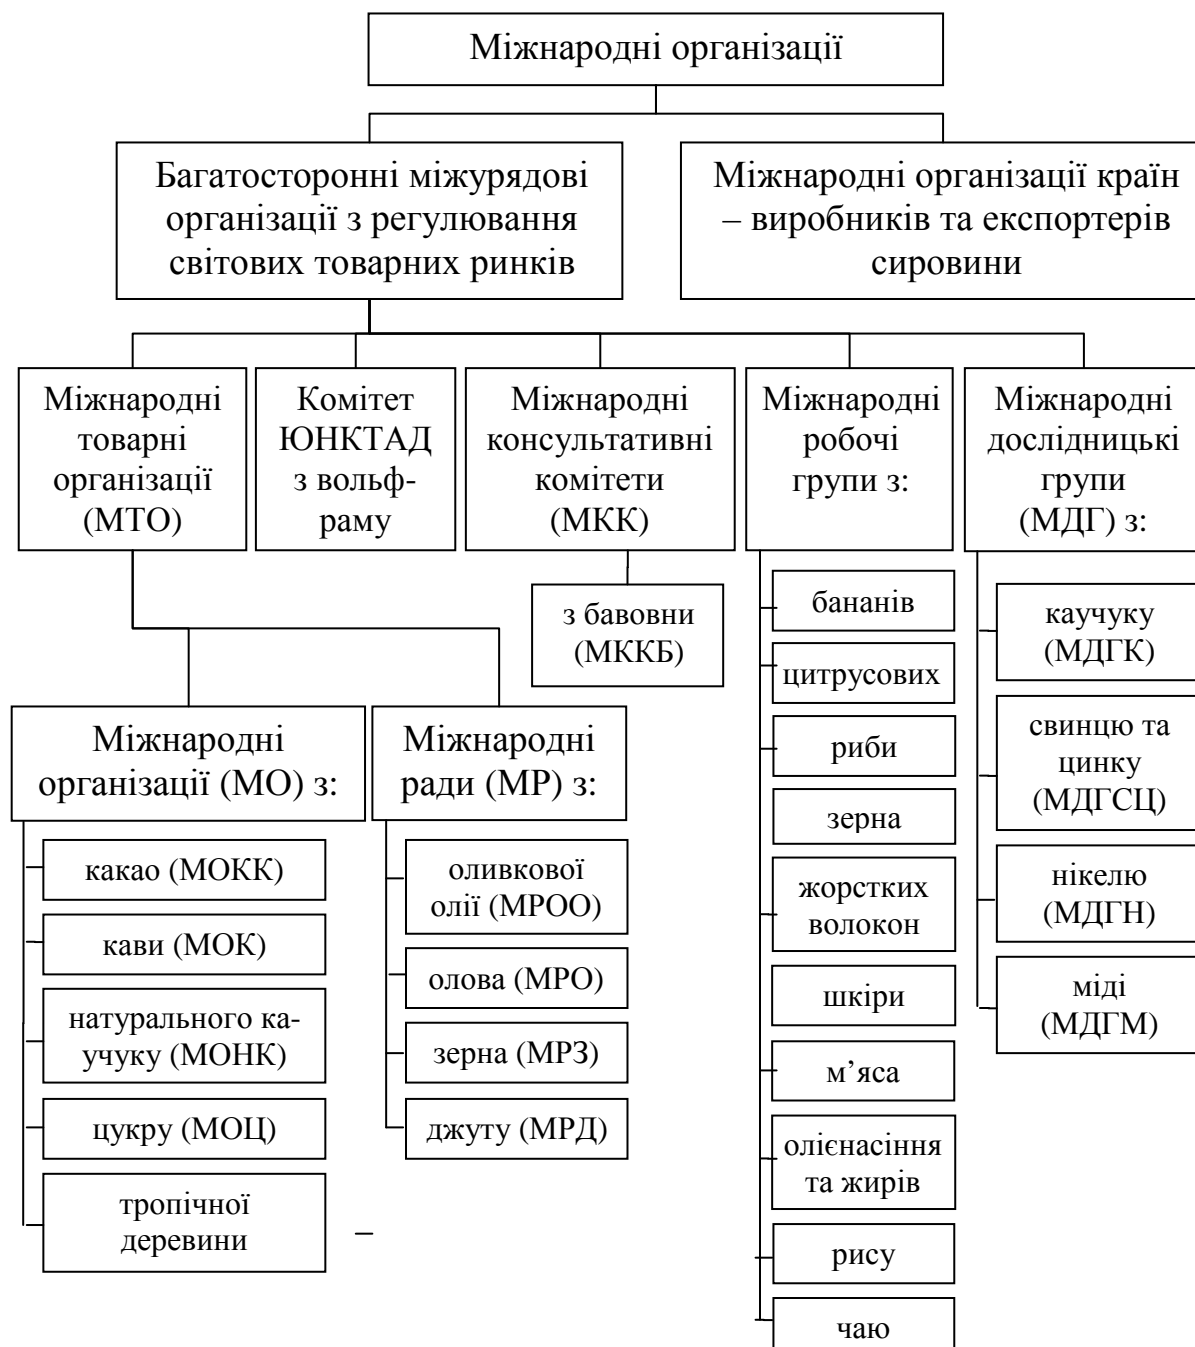 Міжнародні організації
Багатосторонні міжурядові
організації з регулювання
світових товарних ринків
Міжнародні організації країн
– виробників та експортерів
сировини
Міжнародні
товарні
організації
(МТО)
Комітет
ЮНКТАД
з вольф-
раму
Міжнародні
консультативні
комітети
(МКК)
Міжнародні
робочі
групи з:
Міжнародні
дослідницькі
групи
(МДГ) з:
з бавовни
(МККБ)
Міжнародні
організації (МО) з:
какао (МОКК)
кави (МОК)
натурального ка-
учуку (МОНК)
цукру (МОЦ)
тропічної
деревини
Міжнародні
ради (МР) з:
оливкової
олії (МРОО)
олова (МРО)
зерна (МРЗ)
джуту (МРД)
–
бананів
цитрусових
риби
зерна
жорстких
волокон
шкіри
м’яса
олієнасіння
та жирів
рису
чаю
каучуку
(МДГК)
свинцю та
цинку
(МДГСЦ)
нікелю
(МДГН)
міді
(МДГМ)